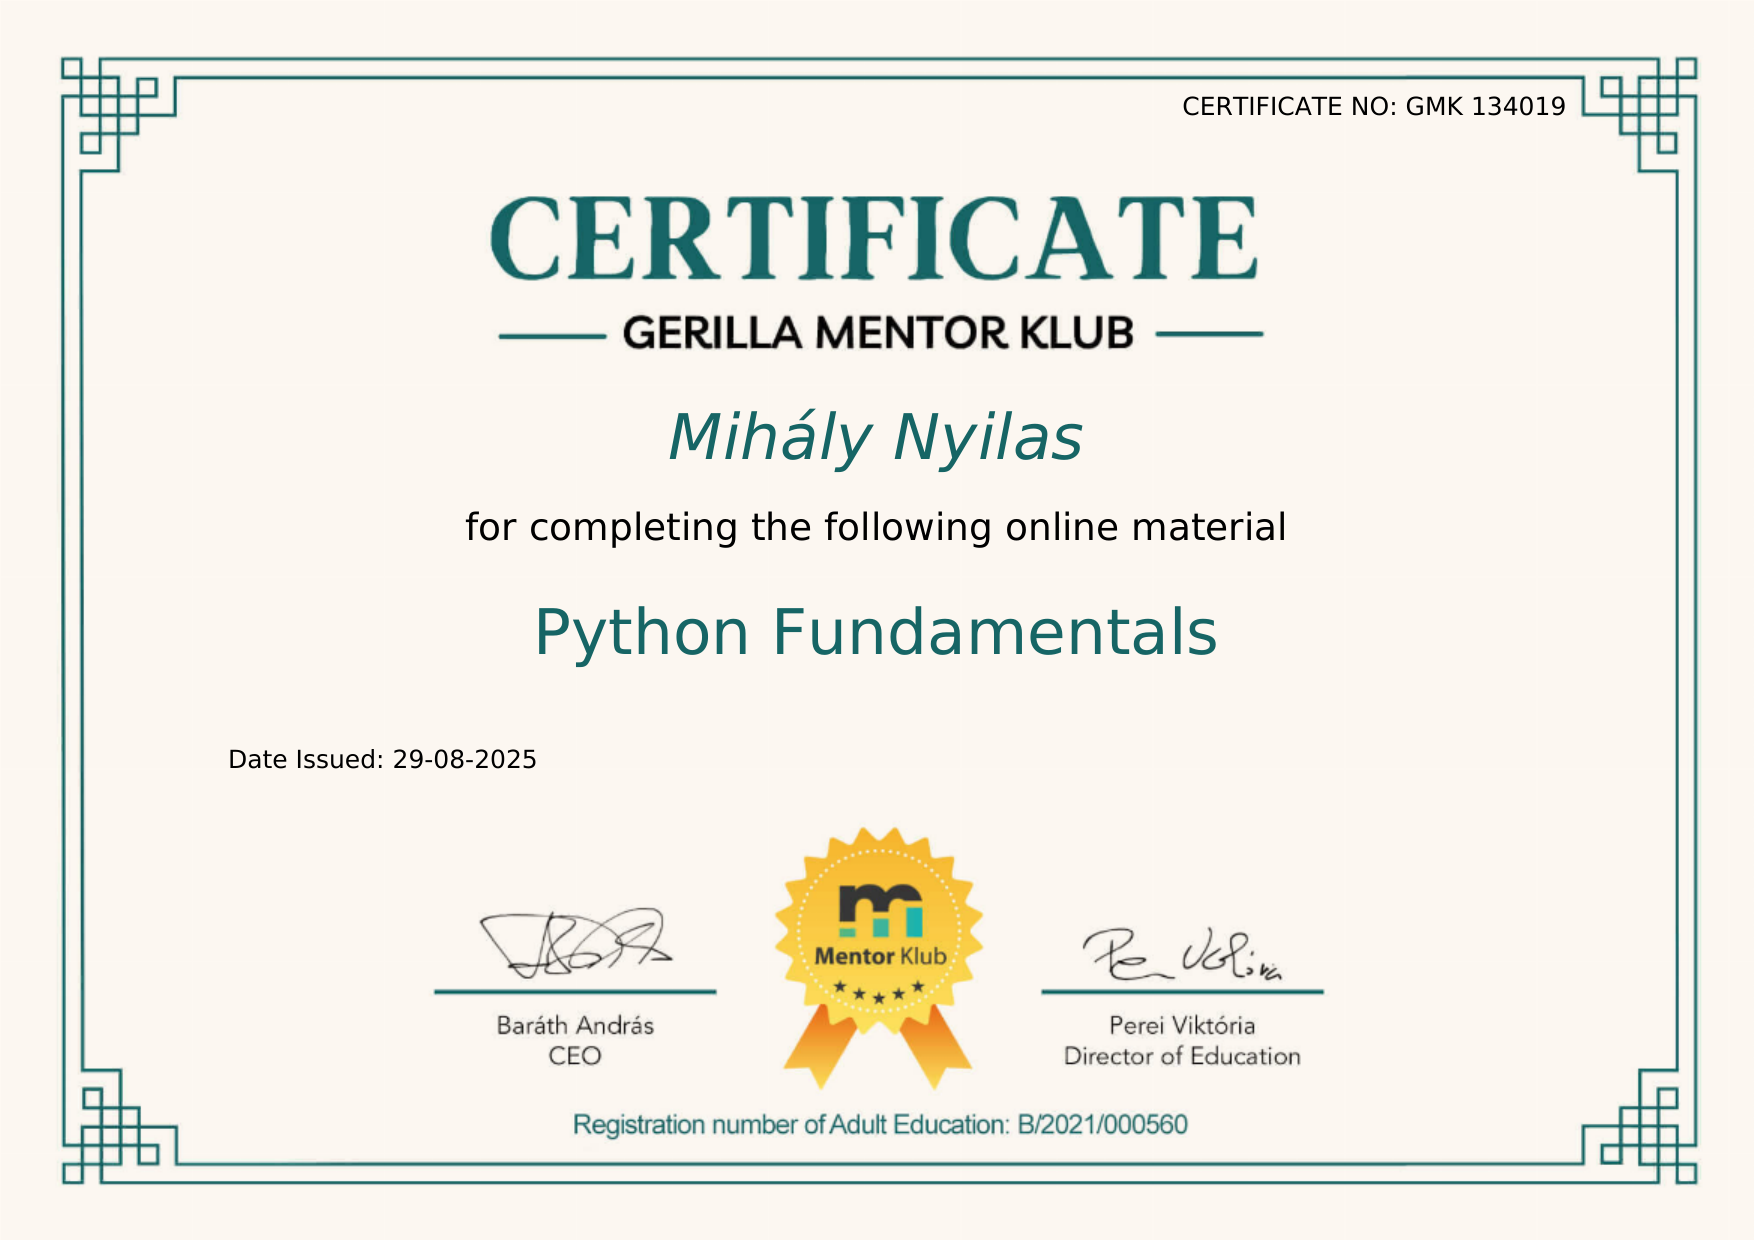 CERTIFICATE NO: GMK 134019
CERTIFICATE
GERILLA MENTOR KLUB
Mihály Nyilas
for completing the following online material
Python Fundamentals
Date Issued: 29-08-2025
Mentor Klub
Baráth András
CEO
Perei Viktória
Director of Education
Registration number of Adult Education: B/2021/000560